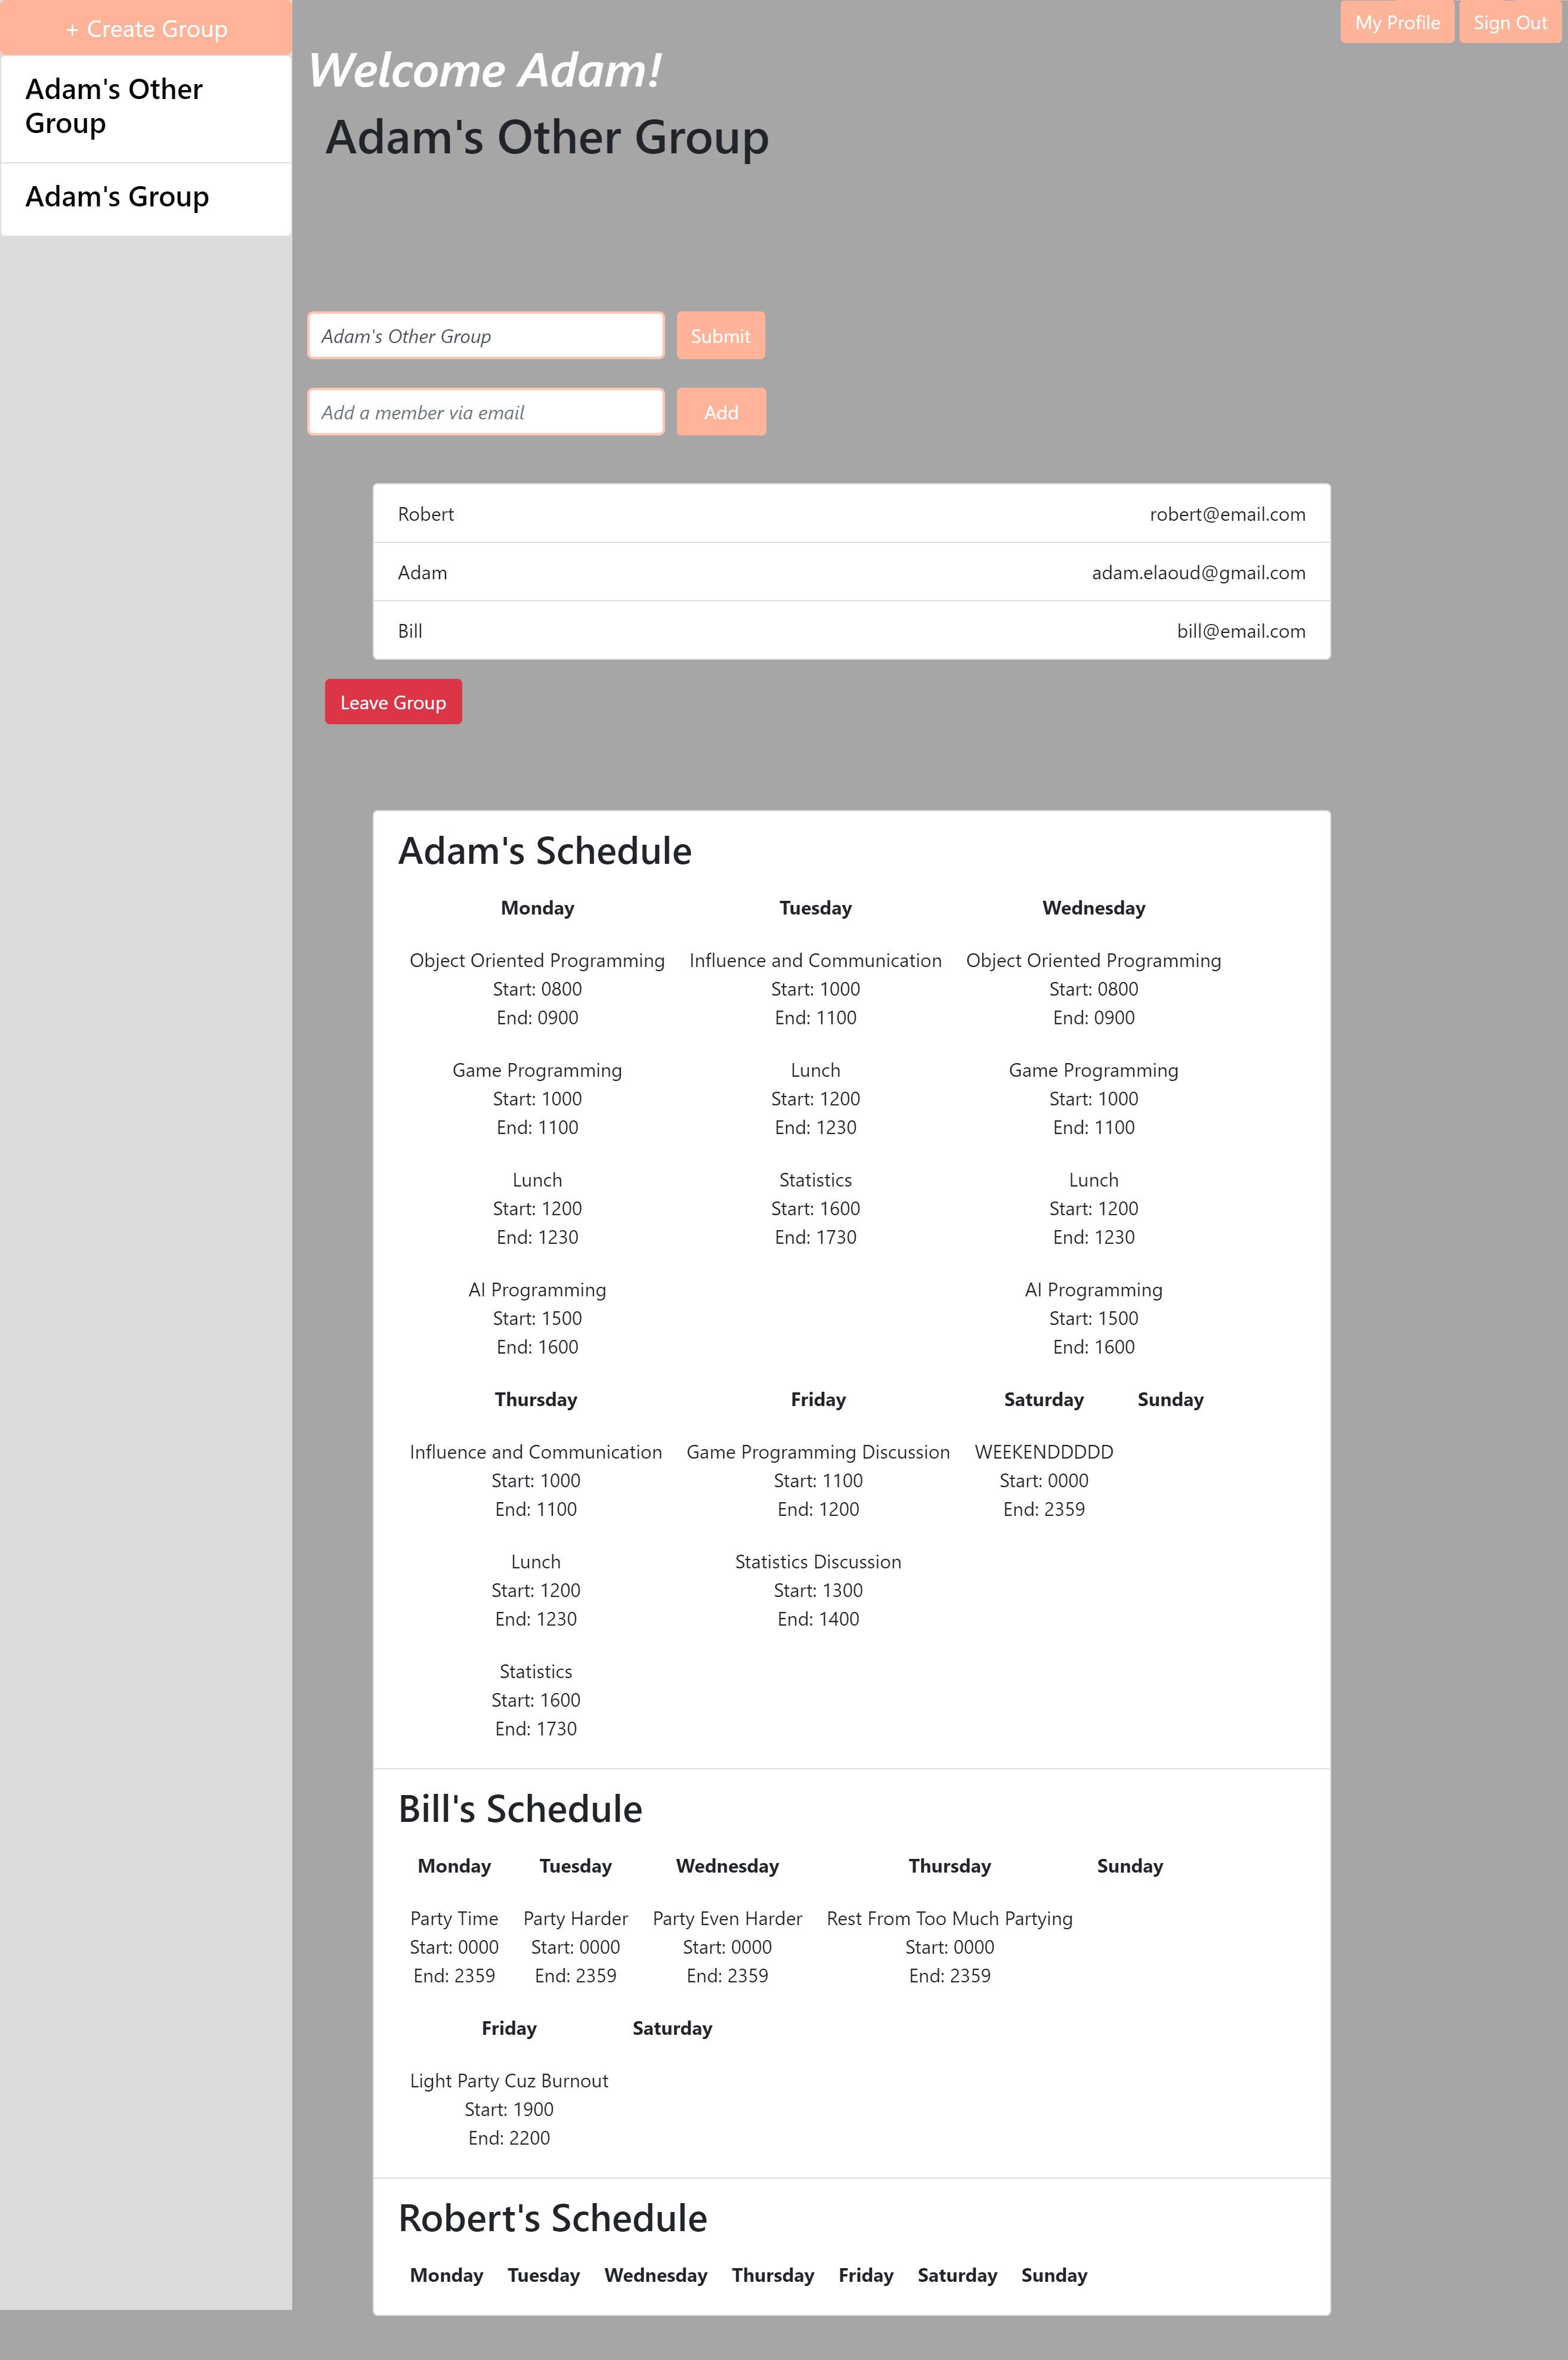 + Create Group
My Profile
Sign Out
Adam's Other
Group
Adam's Group
Welcome Adam!
Adam's Other Group
Adam's Other Group
Submit
Add a member via email
Add
Robert robert@email.com
Adam adam.elaoud@gmail.com
Bill bill@email.com
Leave Group
Adam's Schedule
Monday
Object Oriented Programming
Start: 0800
End: 0900
Game Programming
Start: 1000
End: 1100
Lunch
Start: 1200
End: 1230
AI Programming
Start: 1500
End: 1600
Tuesday
Influence and Communication
Start: 1000
End: 1100
Lunch
Start: 1200
End: 1230
Statistics
Start: 1600
End: 1730
Wednesday
Object Oriented Programming
Start: 0800
End: 0900
Game Programming
Start: 1000
End: 1100
Lunch
Start: 1200
End: 1230
AI Programming
Start: 1500
End: 1600
Thursday
Influence and Communication
Start: 1000
End: 1100
Lunch
Start: 1200
End: 1230
Statistics
Start: 1600
End: 1730
Friday
Game Programming Discussion
Start: 1100
End: 1200
Statistics Discussion
Start: 1300
End: 1400
Saturday
WEEKENDDDDD
Start: 0000
End: 2359
Sunday
Bill's Schedule
Monday
Party Time
Start: 0000
End: 2359
Tuesday
Party Harder
Start: 0000
End: 2359
Wednesday
Party Even Harder
Start: 0000
End: 2359
Thursday
Rest From Too Much Partying
Start: 0000
End: 2359
Sunday
Friday
Light Party Cuz Burnout
Start: 1900
End: 2200
Saturday
Robert's Schedule
Monday Tuesday Wednesday Thursday Friday Saturday Sunday